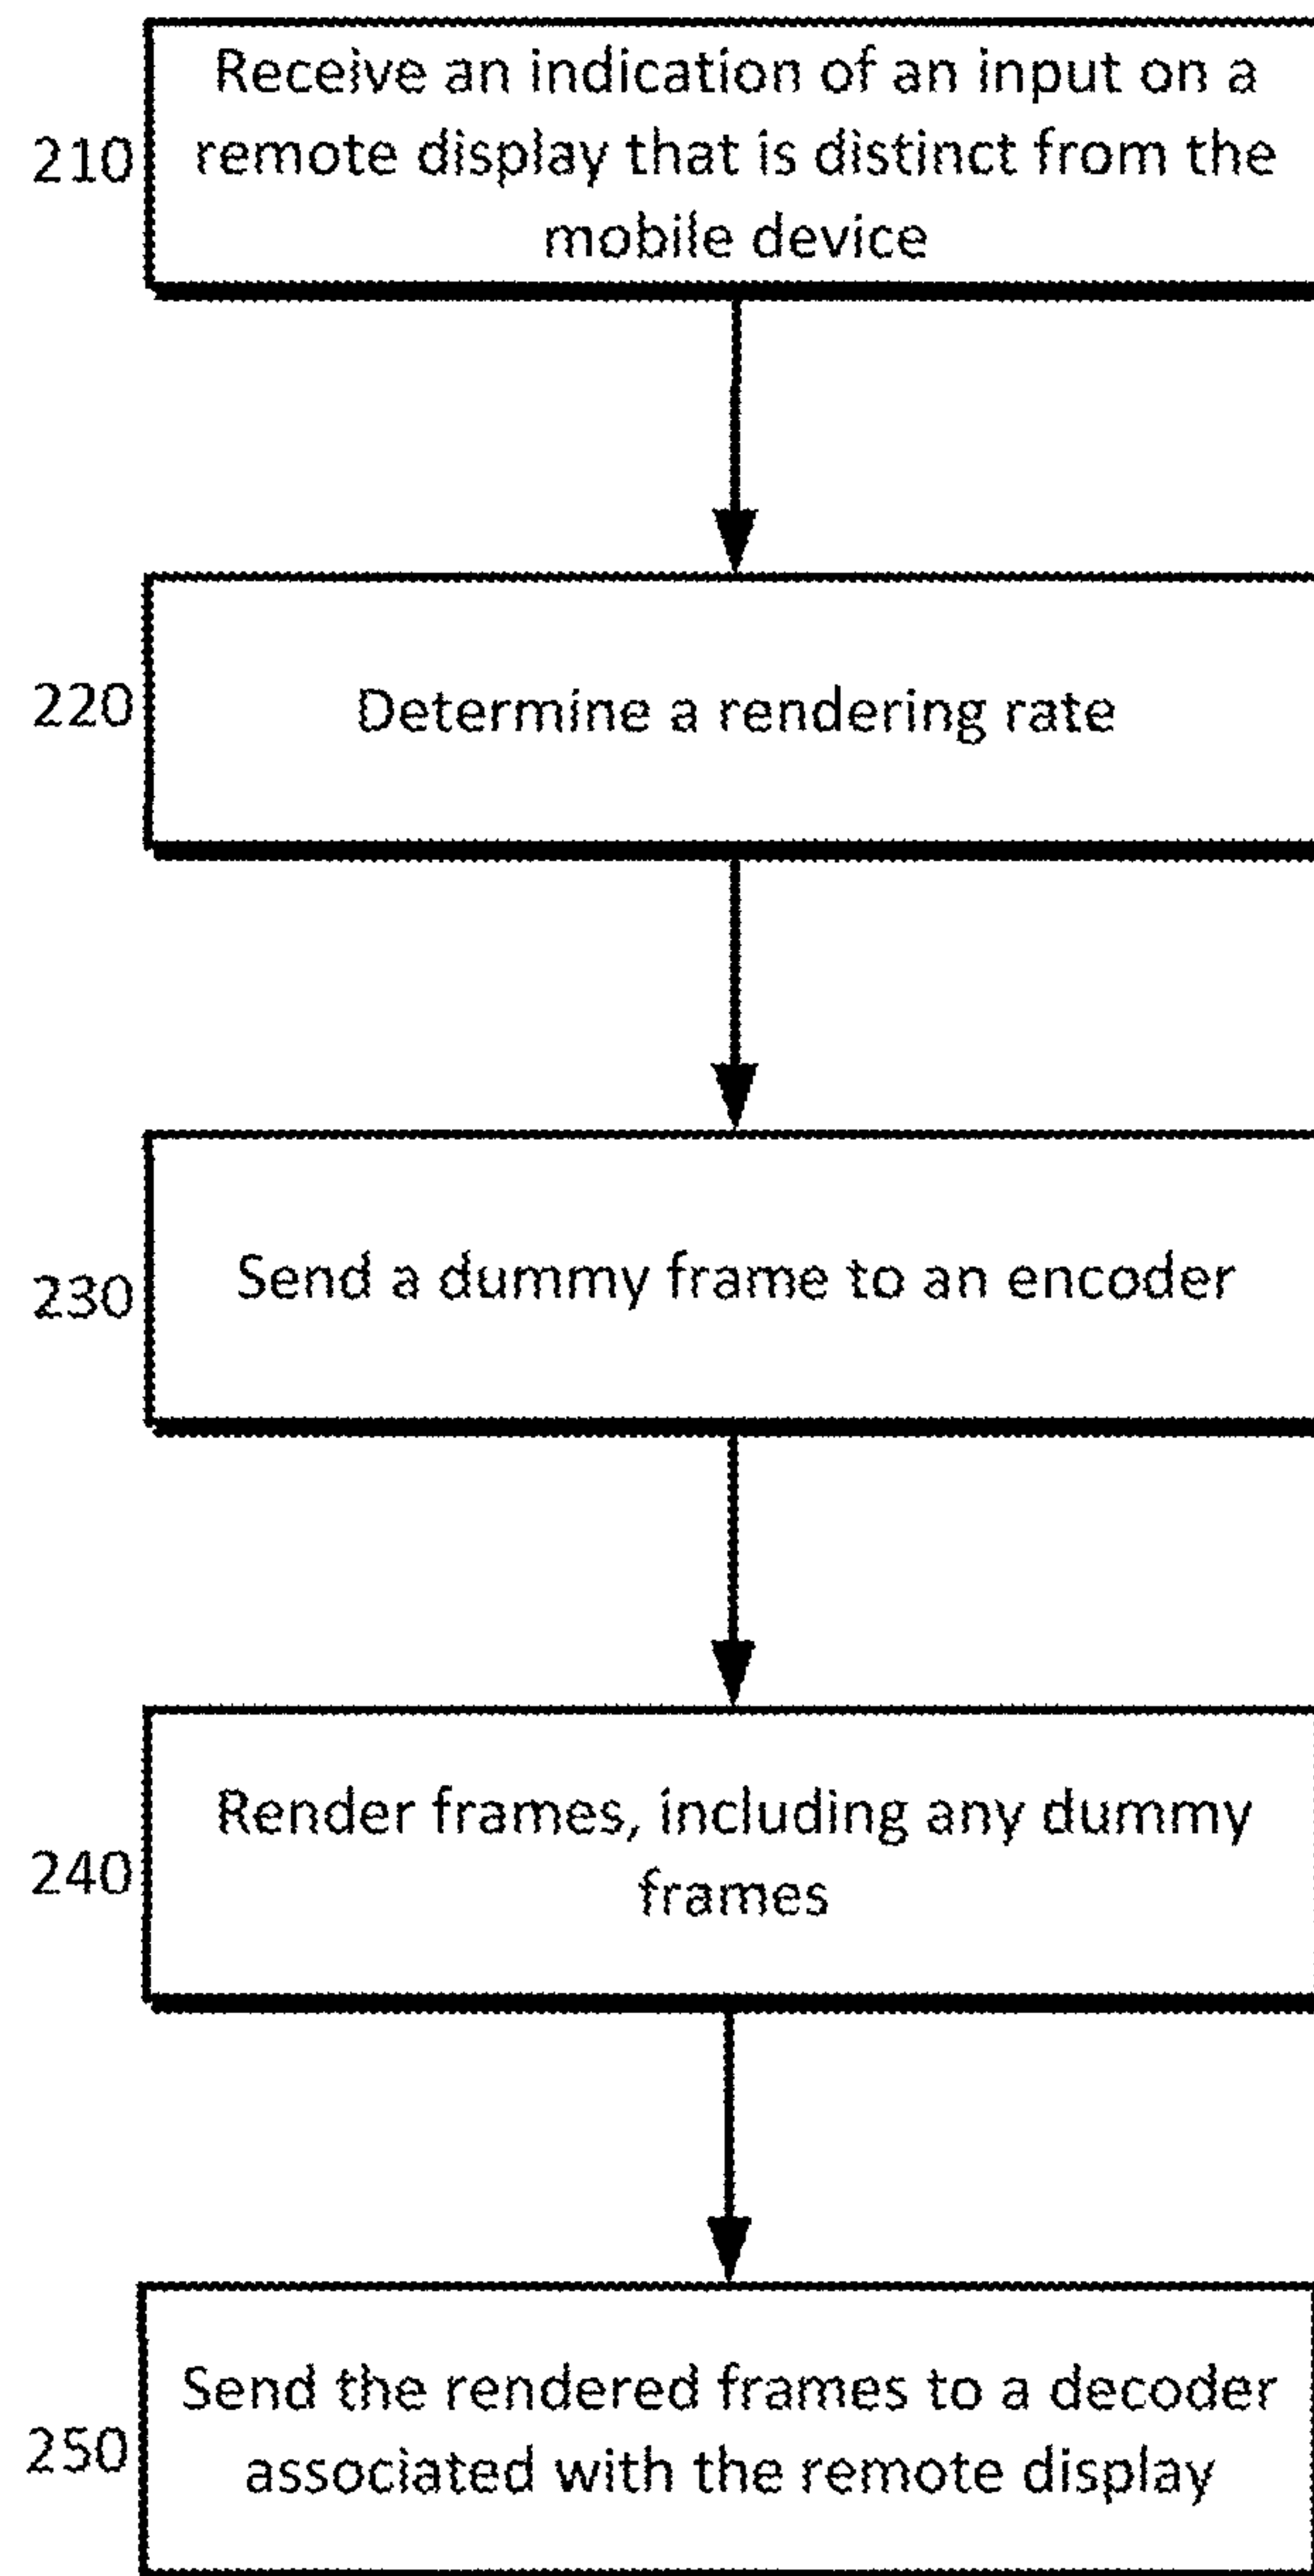 Receive an indication of an input on a
210
remote display that is distinct from the
mobile device
220
Determine a rendering rate
230
Send a dummy frame to an encoder
Render frames, including any dummy
240
frames
Send the rendered frames to a decoder
250
associated with the remote display